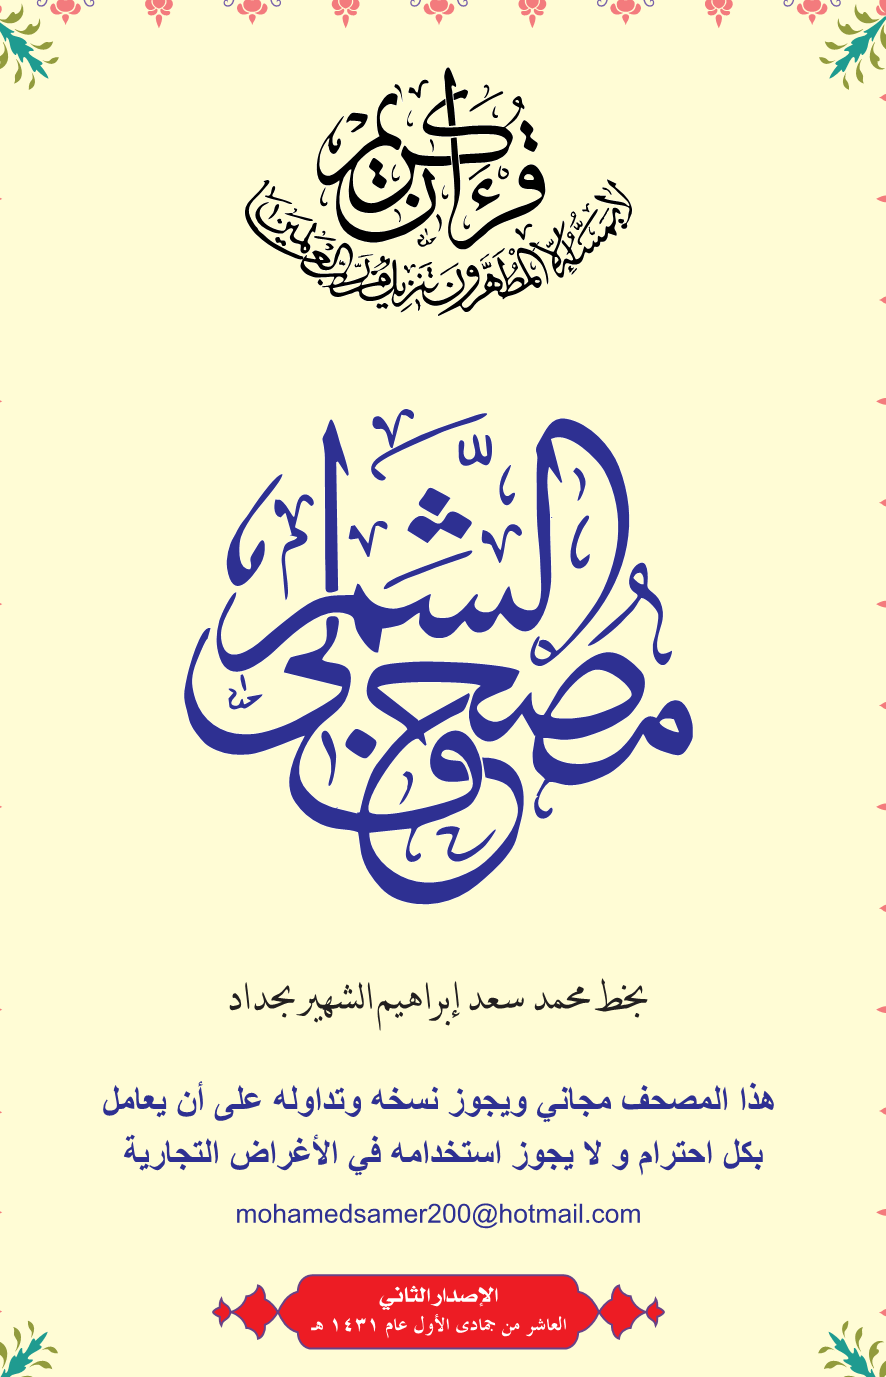 قرءان كريم
لا يمسه إلا المطهرون تنزيل من رب العلمين
مصحف الشمرلي
بخط محمد سعد إبراهيم الشهير بحداد
هذا المصحف مجاني ويجوز نسخه وتداوله على أن يعامل
بكل احترام و لا يجوز استخدامه في الأغراض التجارية
mohamedsamer200@hotmail.com
الإصدار الثاني
العاشر من جمادى الأول عام ١٤٣١ هـ